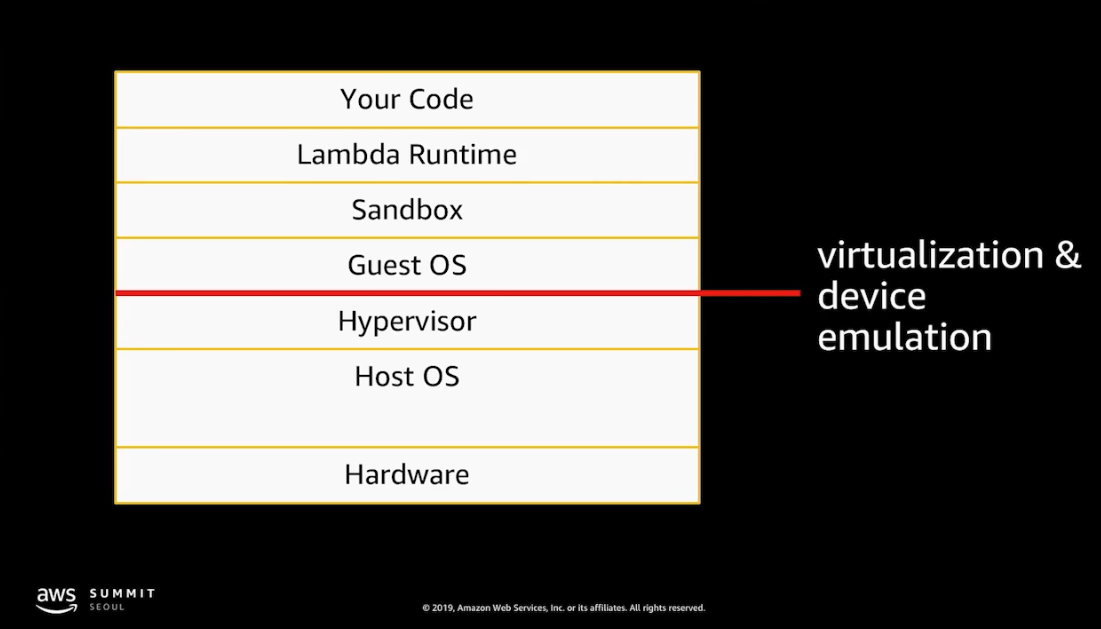 Your Code
Lambda Runtime
Sandbox
Guest OS
Hypervisor
Host OS
Hardware
virtualization &
device
emulation
aws
SUMMIT
SEOUL
© 2019, Amazon Web Services, Inc. or its affiliates. All rights reserved.